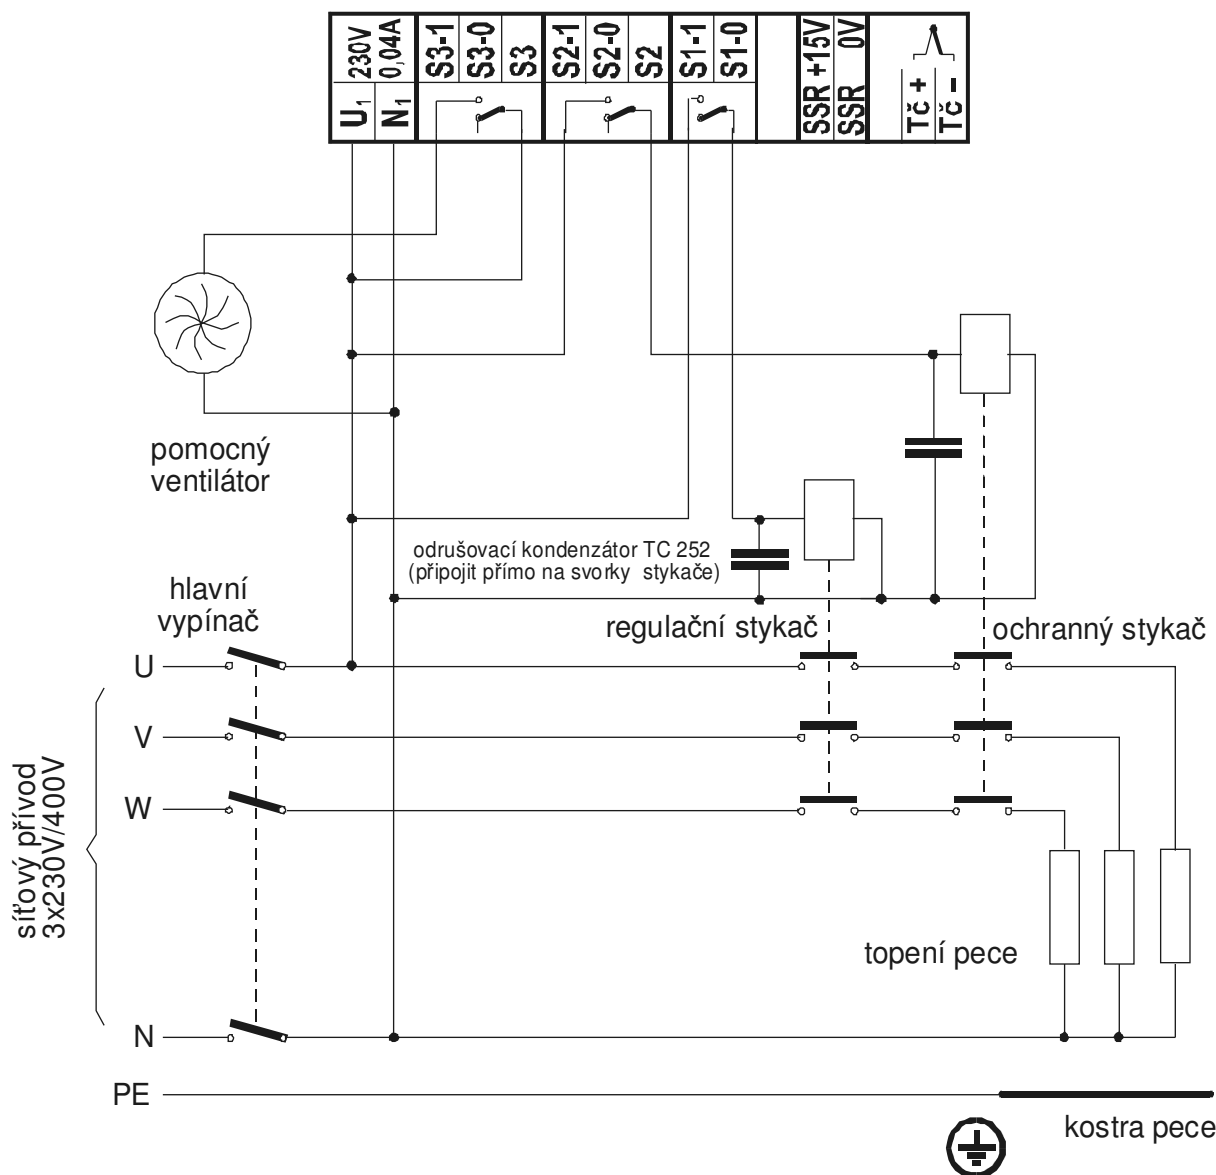 230V
0,04A
S3-1
S3-0
S3
S2-1
S2-0
S2
S1-1
S1-0
SSR +15V
SSR 0V
U1
N1
Tč +
Tč -
pomocný
ventilátor
odrušovací kondenzátor TC 252
(připojit přímo na svorky stykače)
hlavní
vypínač
regulační stykač
ochranný stykač
U
V
W
síťový přívod
3x230V/400V
topení pece
N
PE
kostra pece